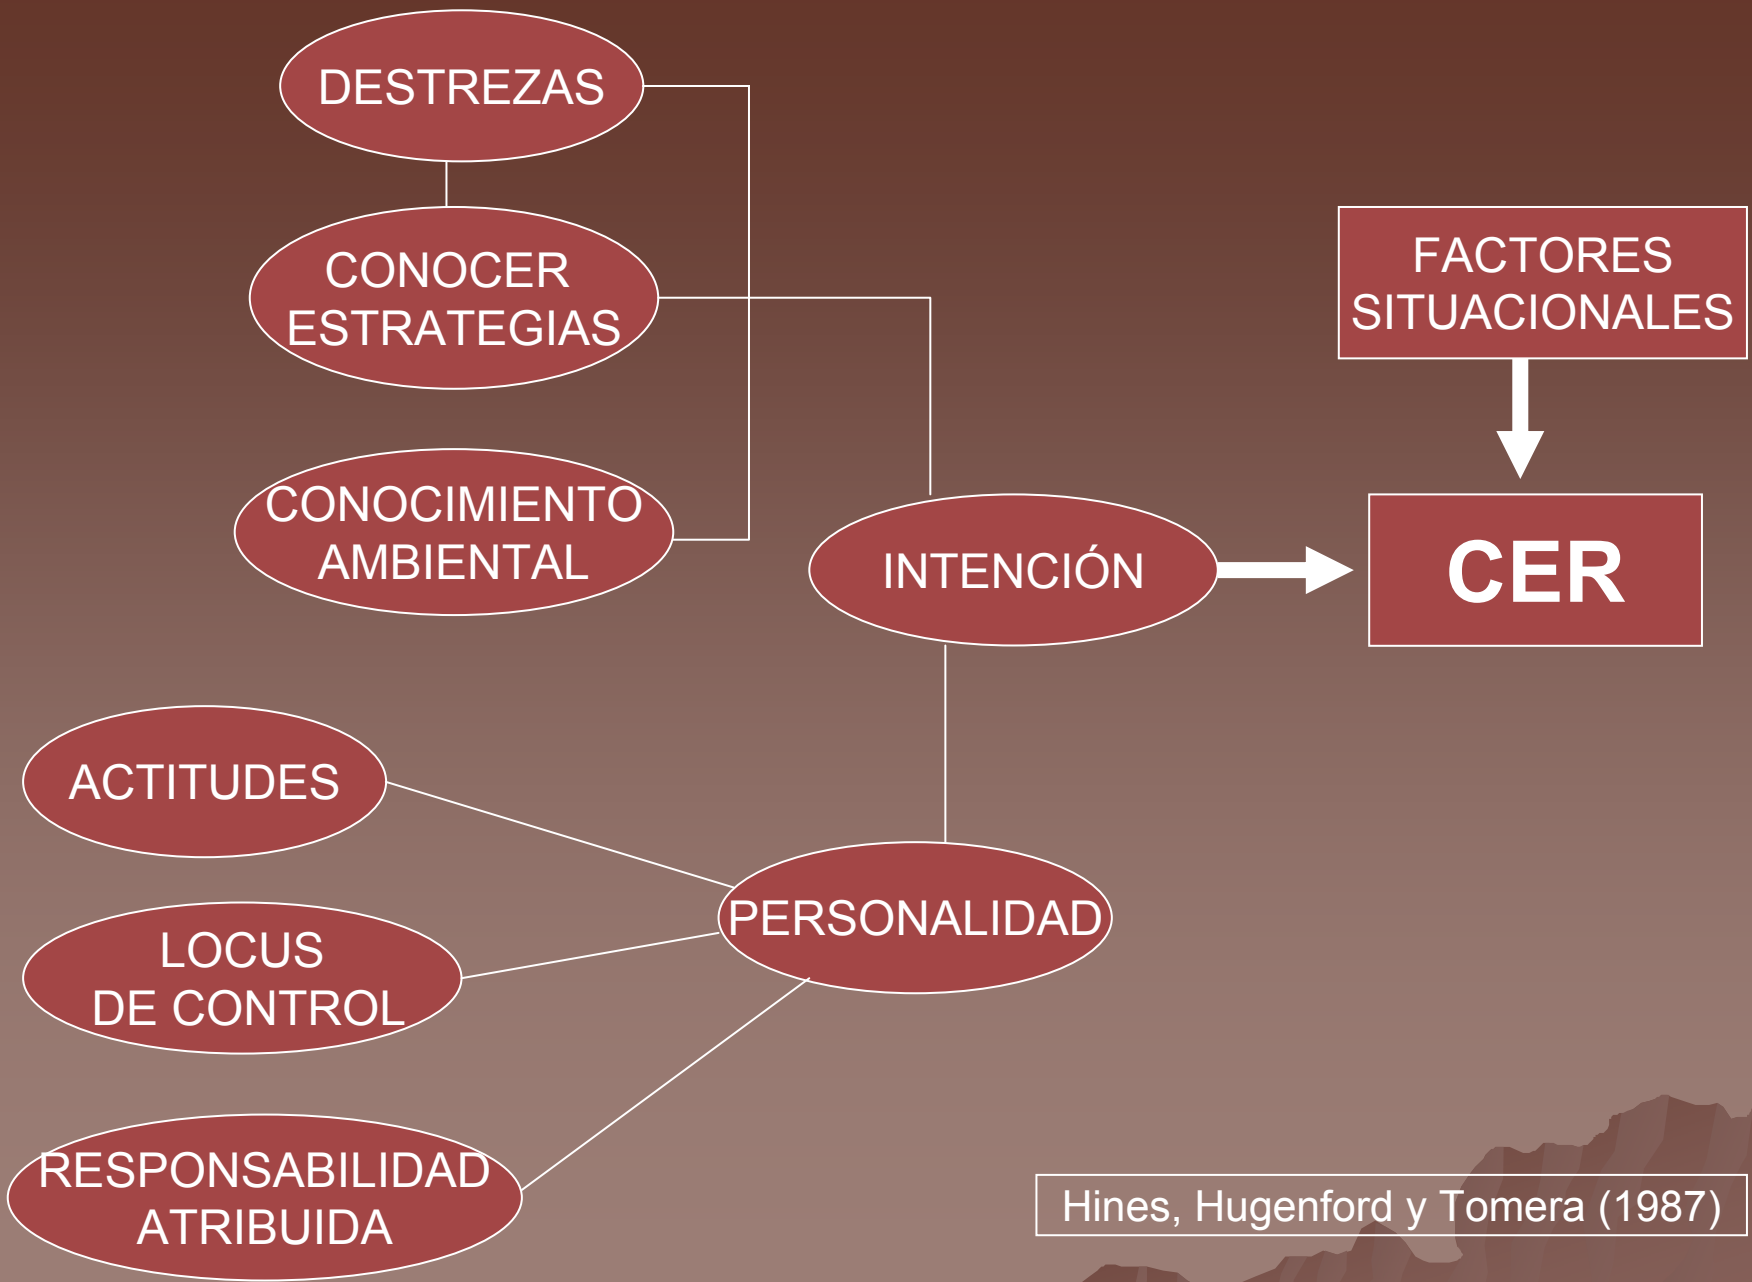 DESTREZAS
CONOCER
ESTRATEGIAS
CONOCIMIENTO
AMBIENTAL
FACTORES
SITUACIONALES
INTENCIÓN
CER
ACTITUDES
PERSONALIDAD
LOCUS
DE CONTROL
RESPONSABILIDAD
ATRIBUIDA
Hines, Hugenford y Tomera (1987)